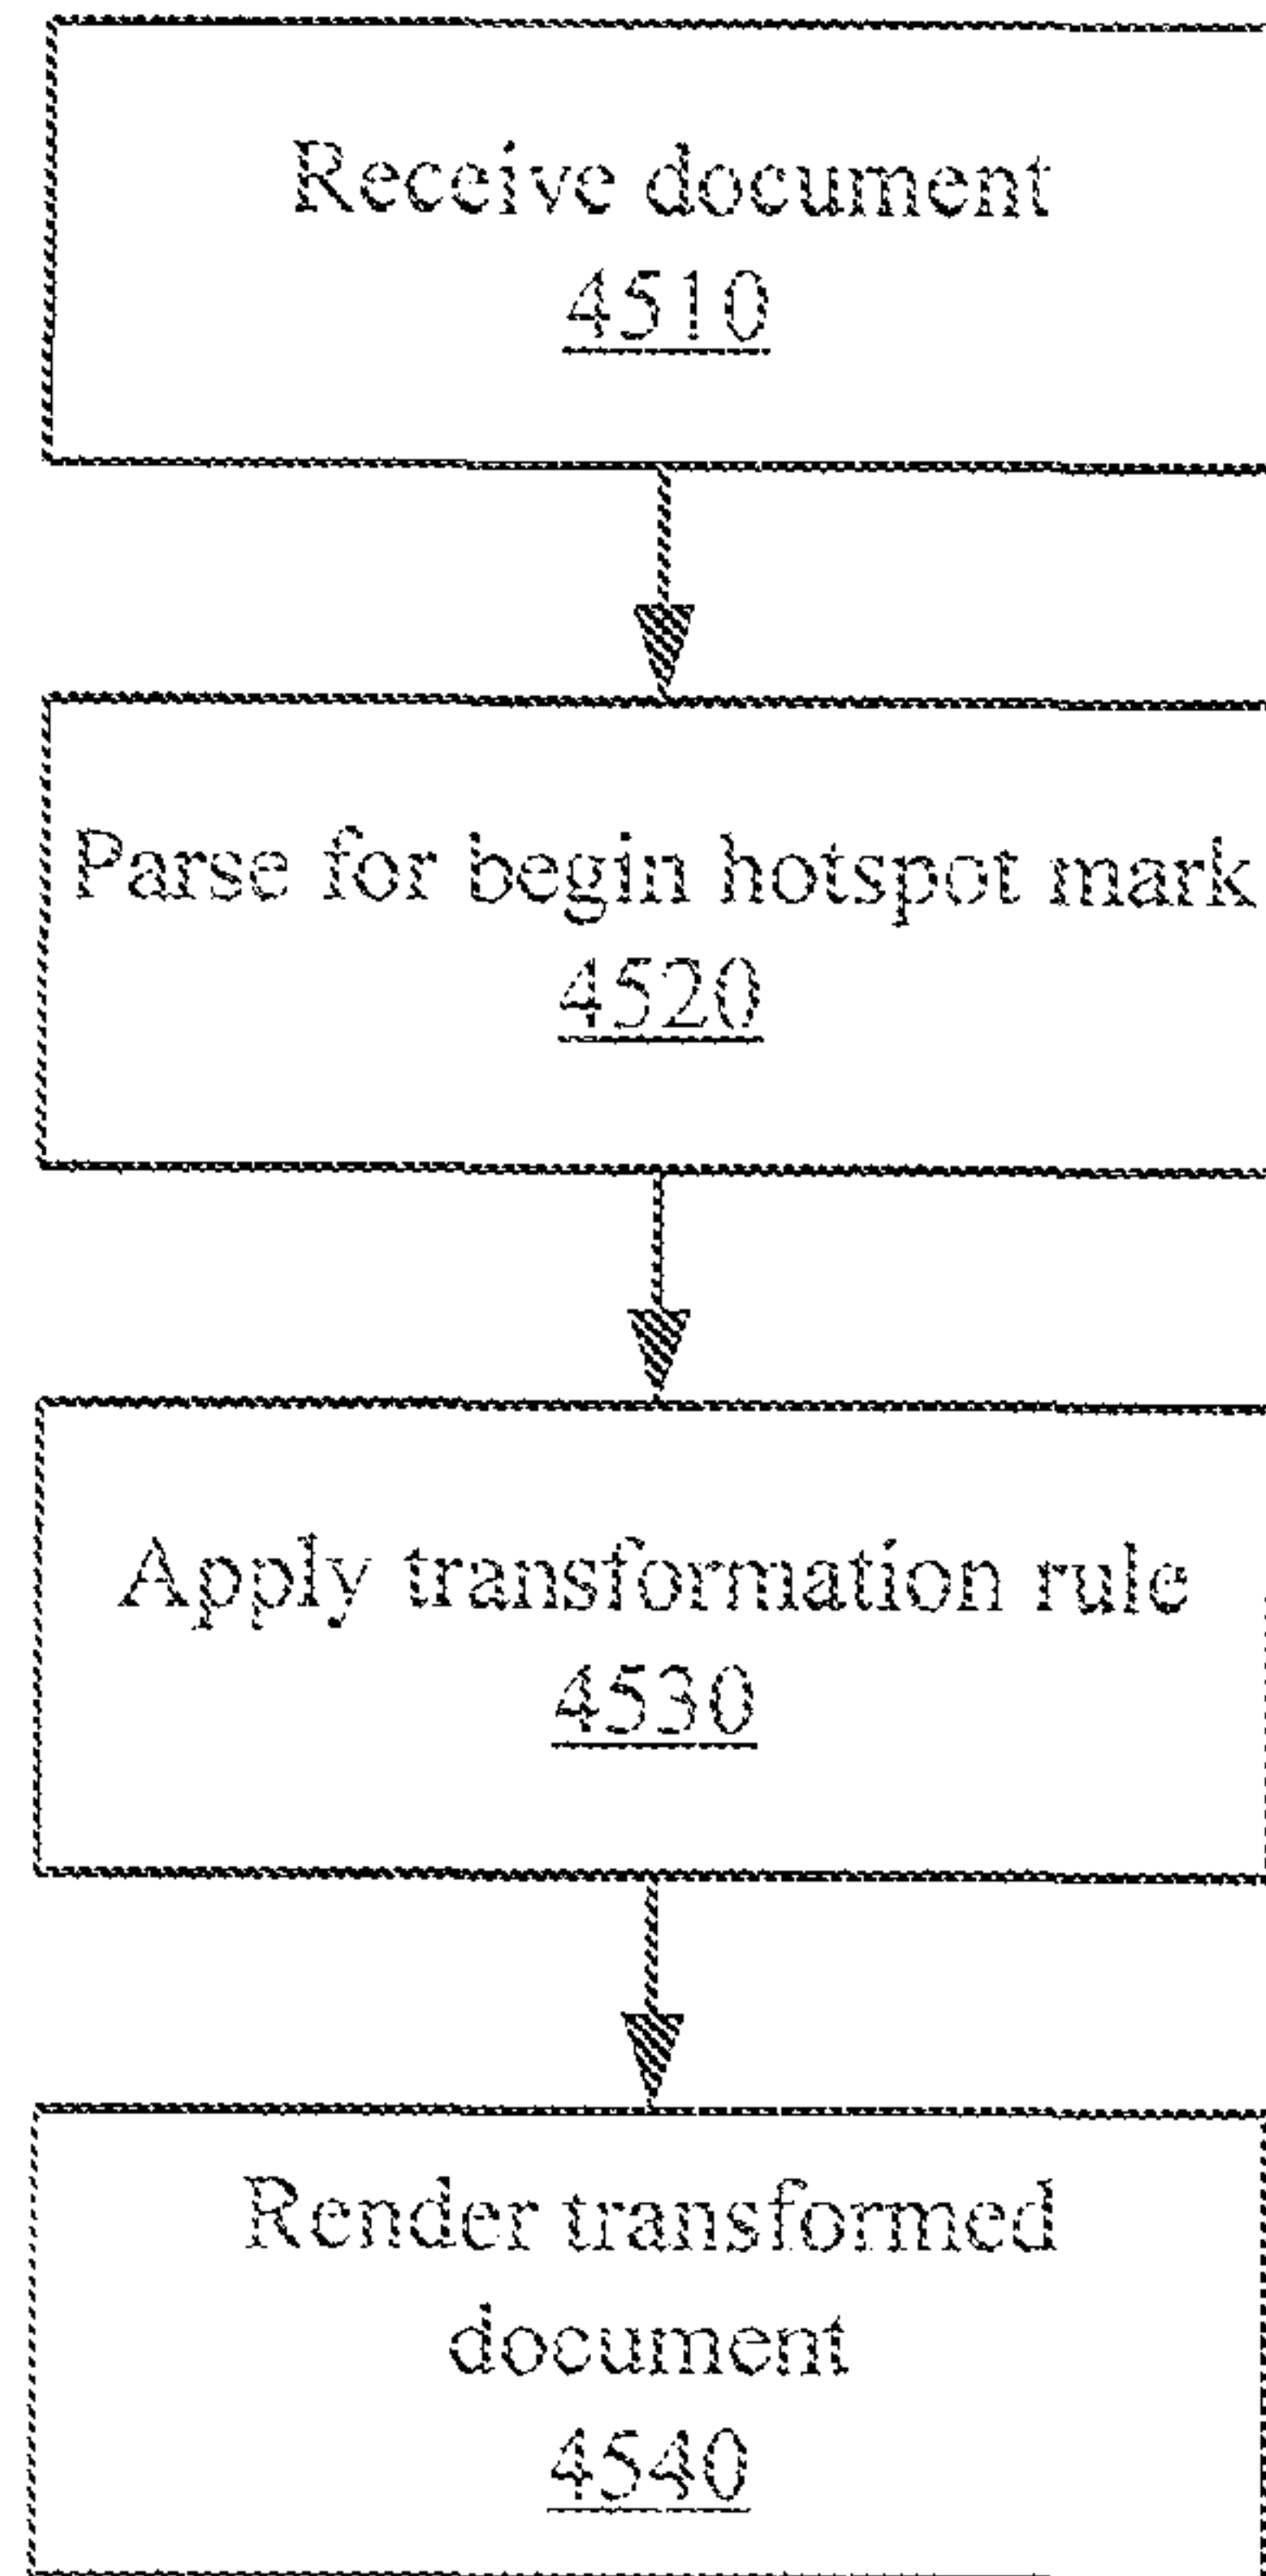 Receive document
4510
Parse for begin hotspot mark
4520
Apply transformation rule
4530
Render transformed
document
4540